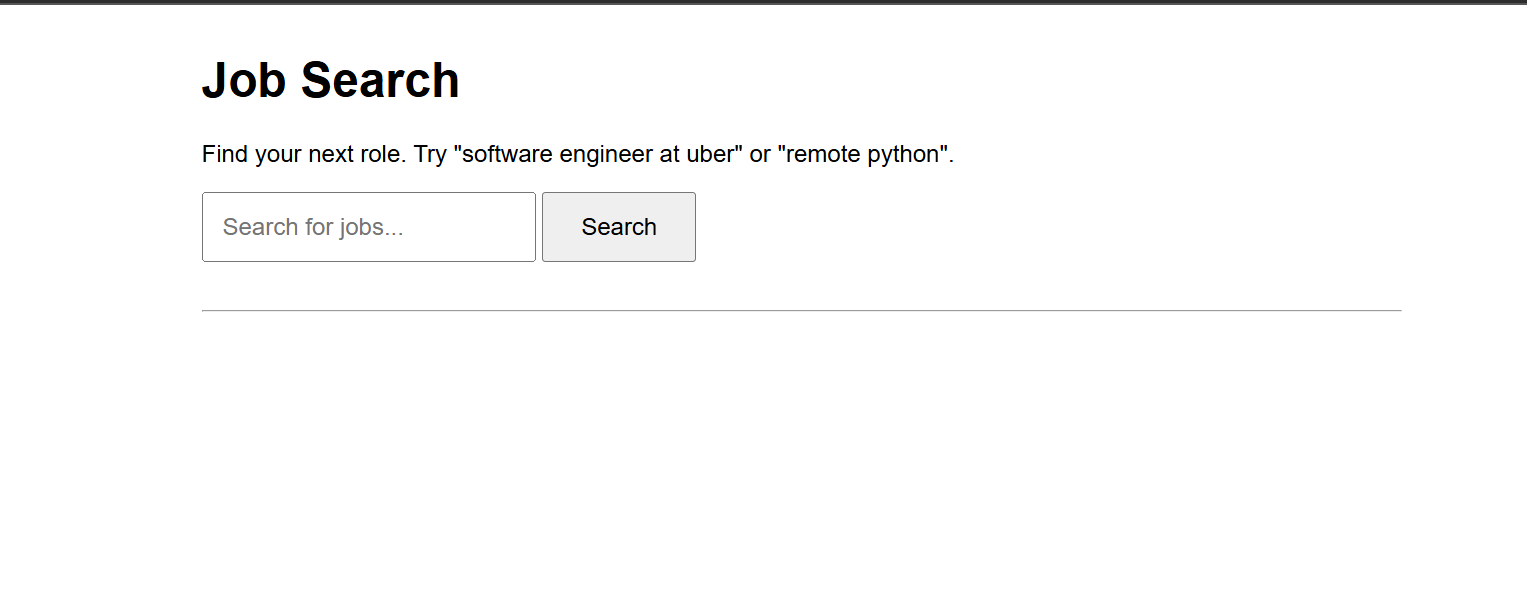 Job Search
Find your next role. Try "software engineer at uber" or "remote python".
Search for jobs...
Search